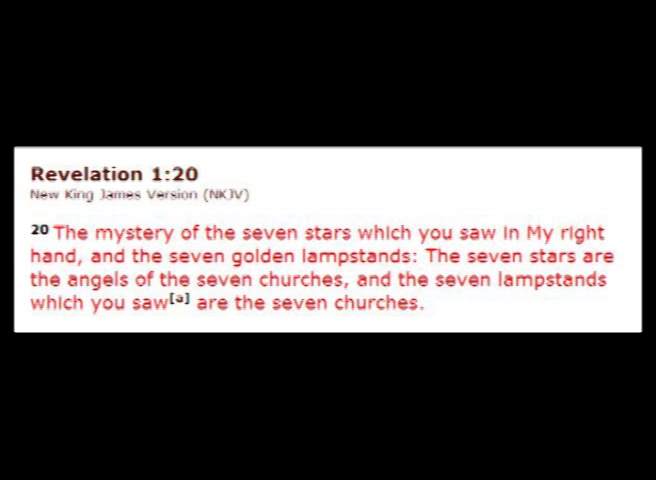 Revelation 1:20
New King James Version (NKJV)
20 The mystery of the seven stars which you saw in My right
hand, and the seven golden lampstands: The seven stars are
the angels of the seven churches, and the seven lampstands
which you saw[a] are the seven churches.